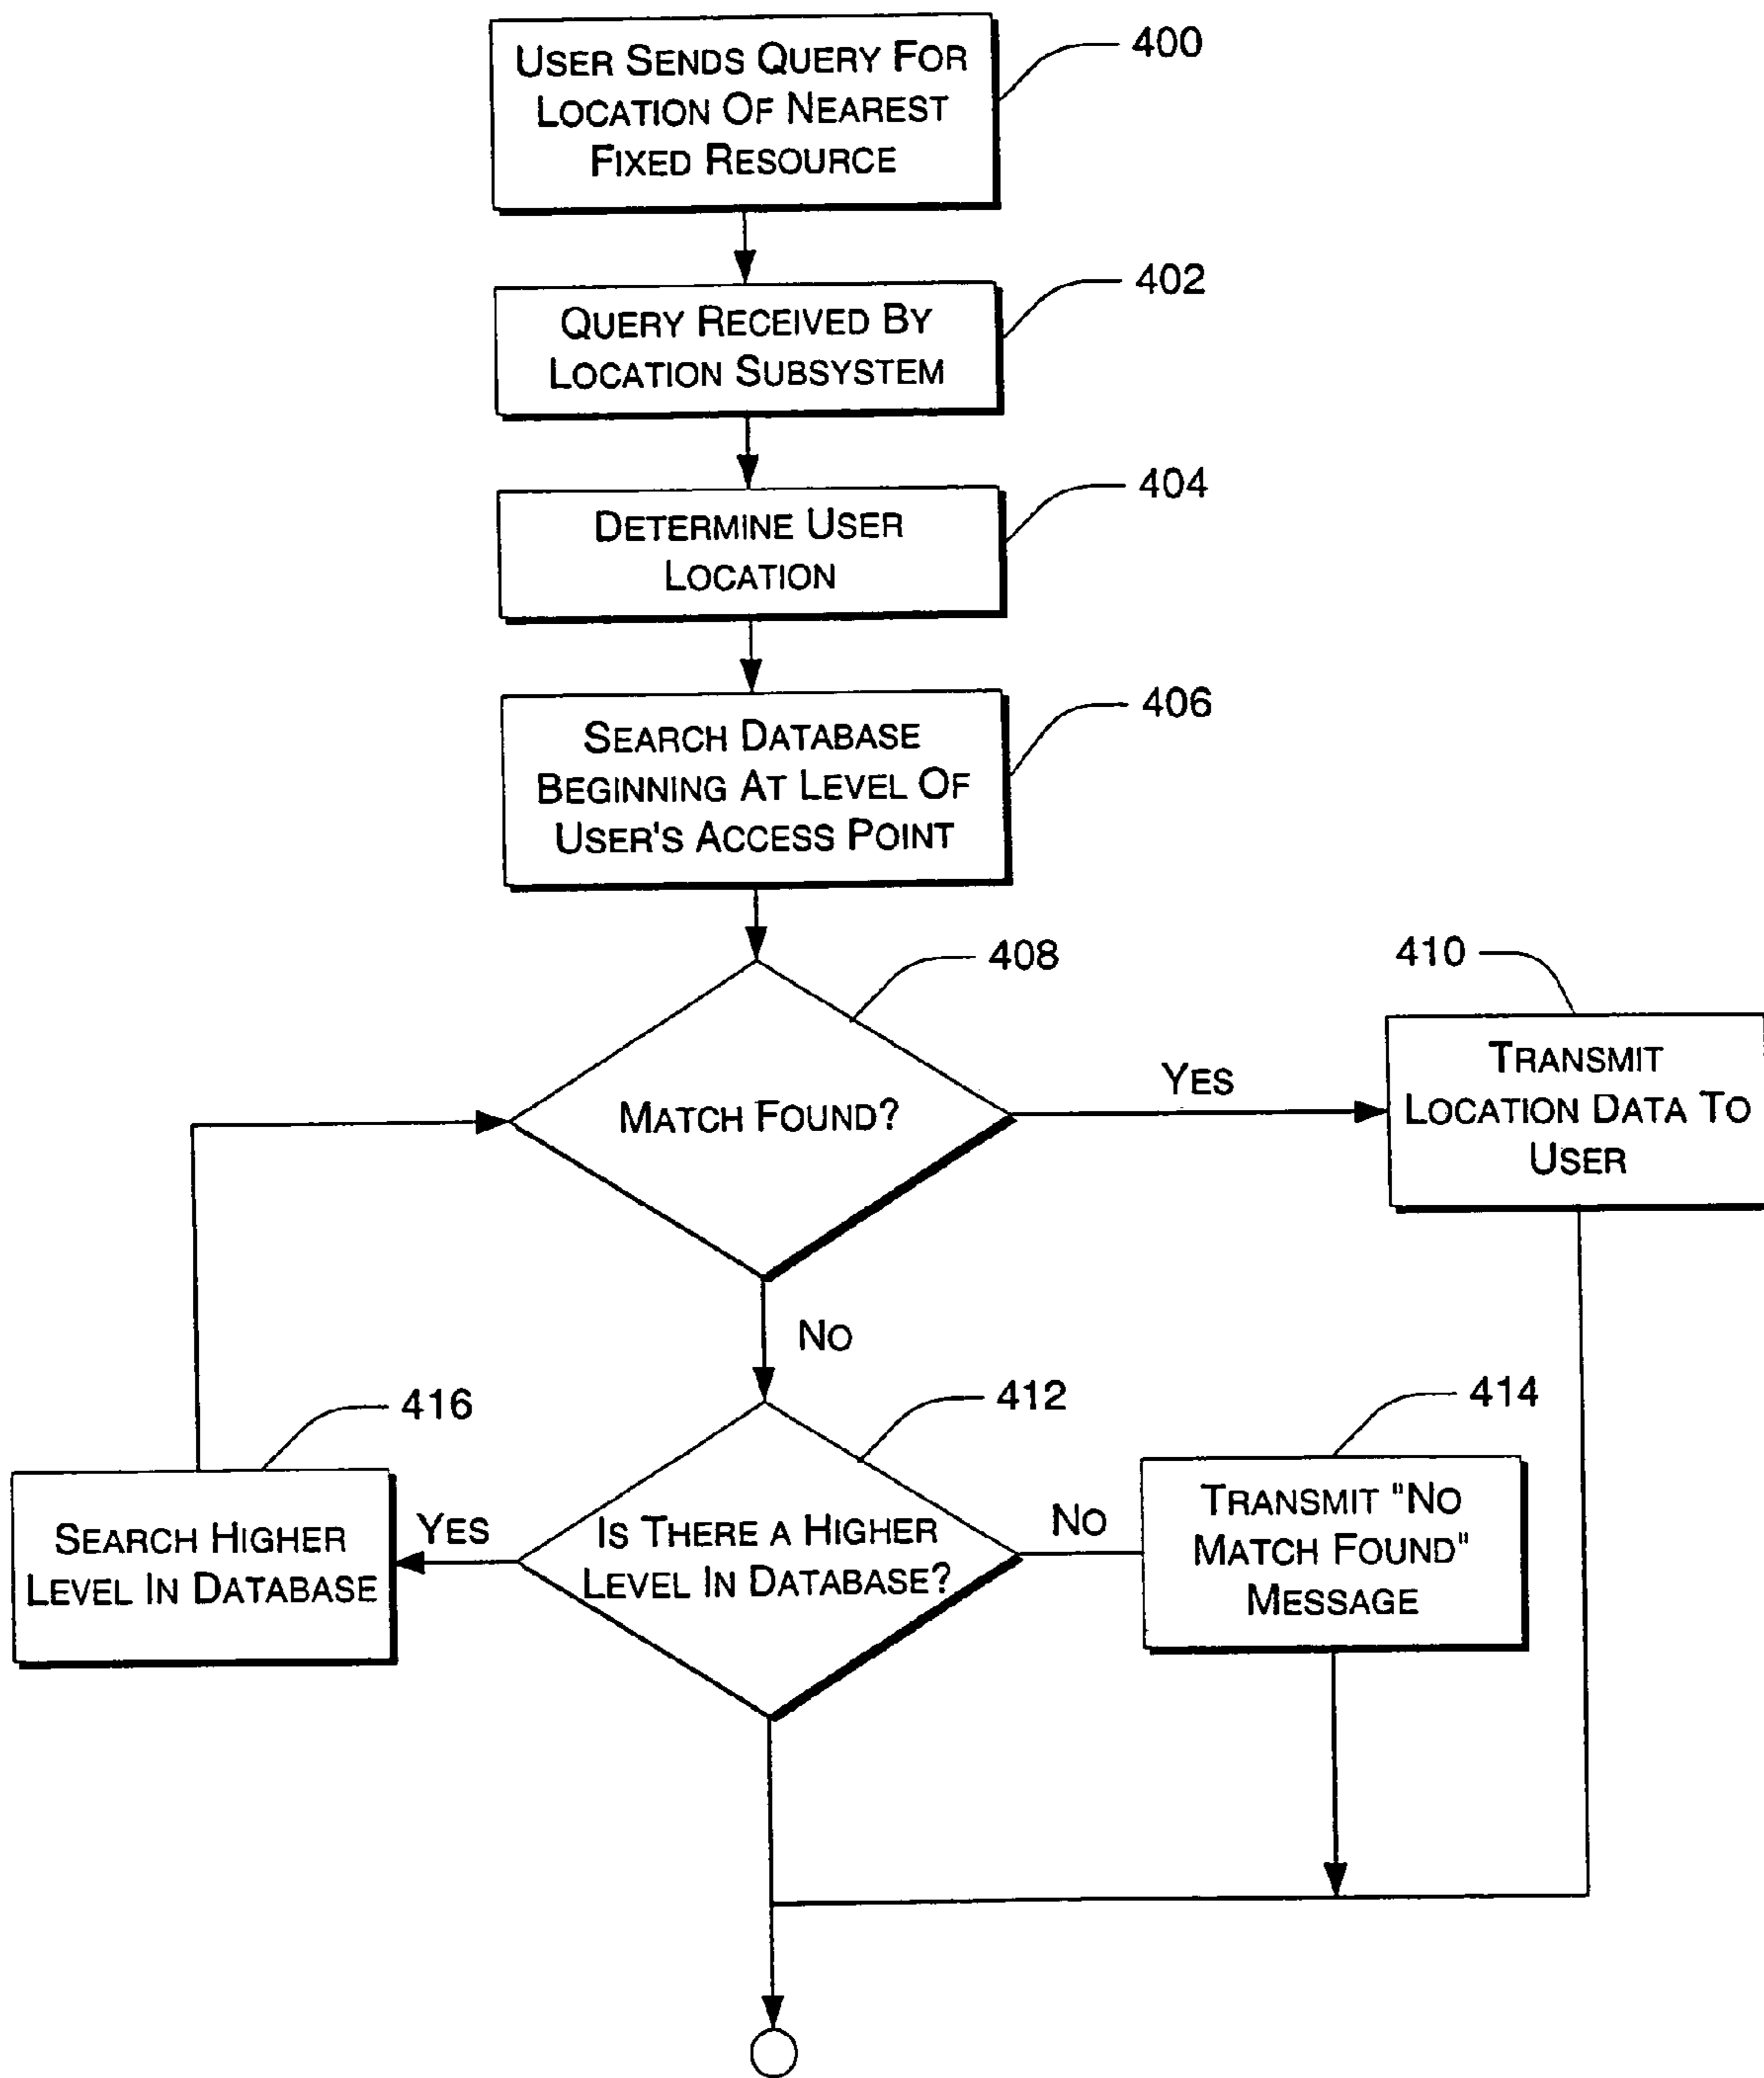 USER SENDS QUERY FOR
LOCATION OF NEAREST
FIXED RESOURCE
400
QUERY RECEIVED BY
LOCATION SUBSYSTEM
402
DETERMINE USER
LOCATION
404
SEARCH DATABASE
BEGINNING AT LEVEL OF
USER'S ACCESS POINT
406
MATCH FOUND?
408
YES
410
TRANSMIT
LOCATION DATA TO
USER
NO
416
SEARCH HIGHER
LEVEL IN DATABASE
YES
IS THERE A HIGHER
LEVEL IN DATABASE?
412
NO
414
TRANSMIT "NO
MATCH FOUND"
MESSAGE